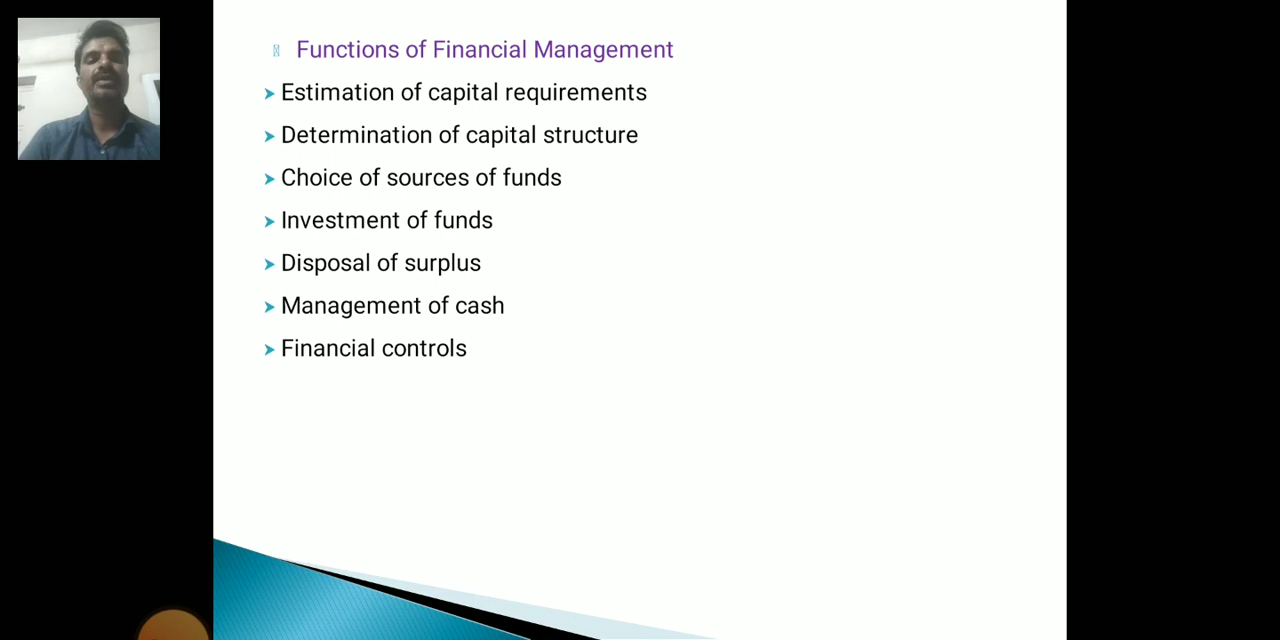 Functions of Financial Management
Estimation of capital requirements
Determination of capital structure
Choice of sources of funds
Investment of funds
Disposal of surplus
Management of cash
Financial controls